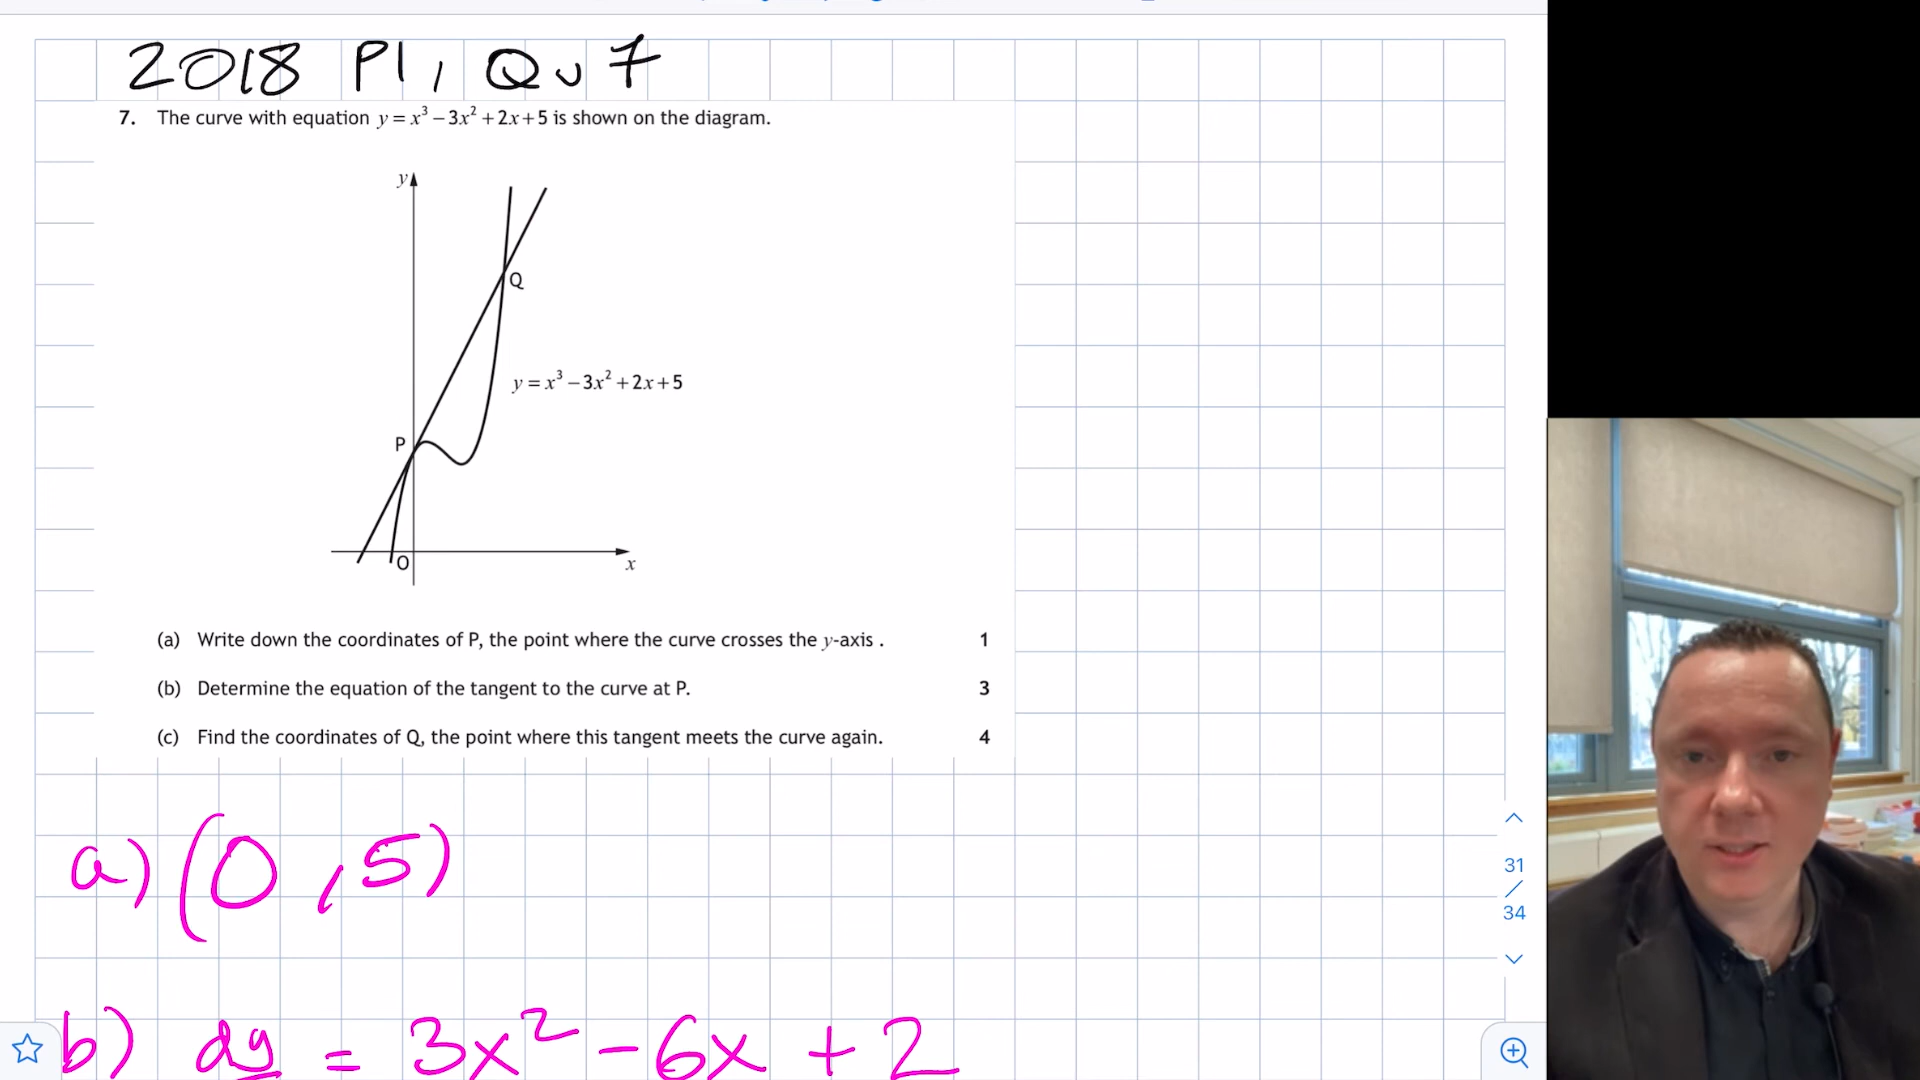 2018 P1, Qu 7
7. The curve with equation y = x³ – 3x² + 2x + 5 is shown on the diagram.
y
Q
y = x³ – 3x² + 2x + 5
P
O
x
(a) Write down the coordinates of P, the point where the curve crosses the y-axis . 1
(b) Determine the equation of the tangent to the curve at P. 3
(c) Find the coordinates of Q, the point where this tangent meets the curve again. 4
a) (0 , 5)
31
/
34
b) dy = 3x² – 6x + 2